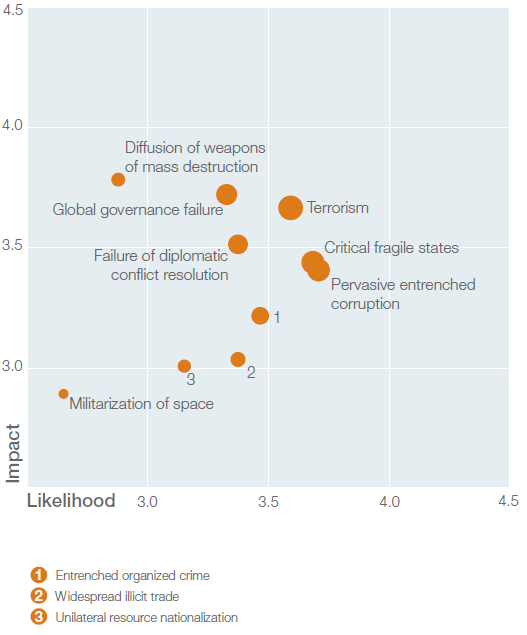 4.5
4.0
Diffusion of weapons
of mass destruction
Global governance failure
Terrorism
3.5
Critical fragile states
Failure of diplomatic
conflict resolution
Pervasive entrenched
corruption
1
3.0
2
3
Militarization of space
Impact
Likelihood 3.0 3.5 4.0 4.5
1 Entrenched organized crime
2 Widespread illicit trade
3 Unilateral resource nationalization